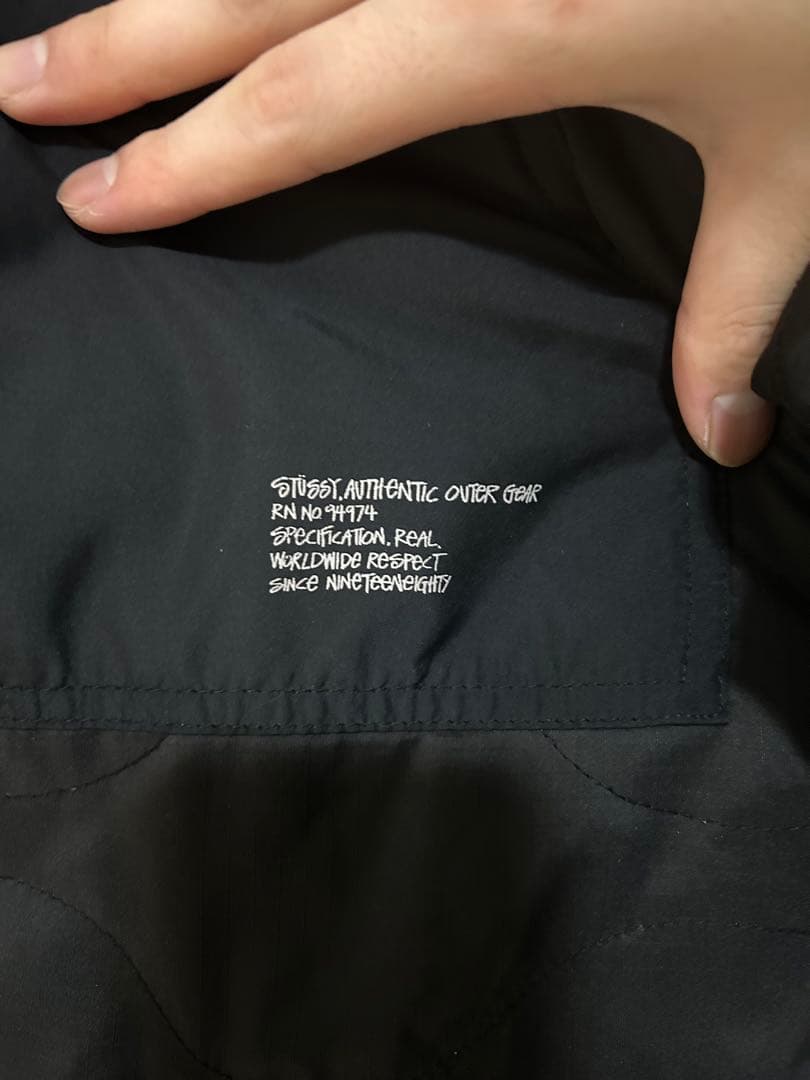 STÜSSY. AUTHENTIC OUTER GEAR
RN NO. 94974
SPECIFICATION. REAL.
WORLDWIDE RESPECT
SINCE NINETEENEIGHTY